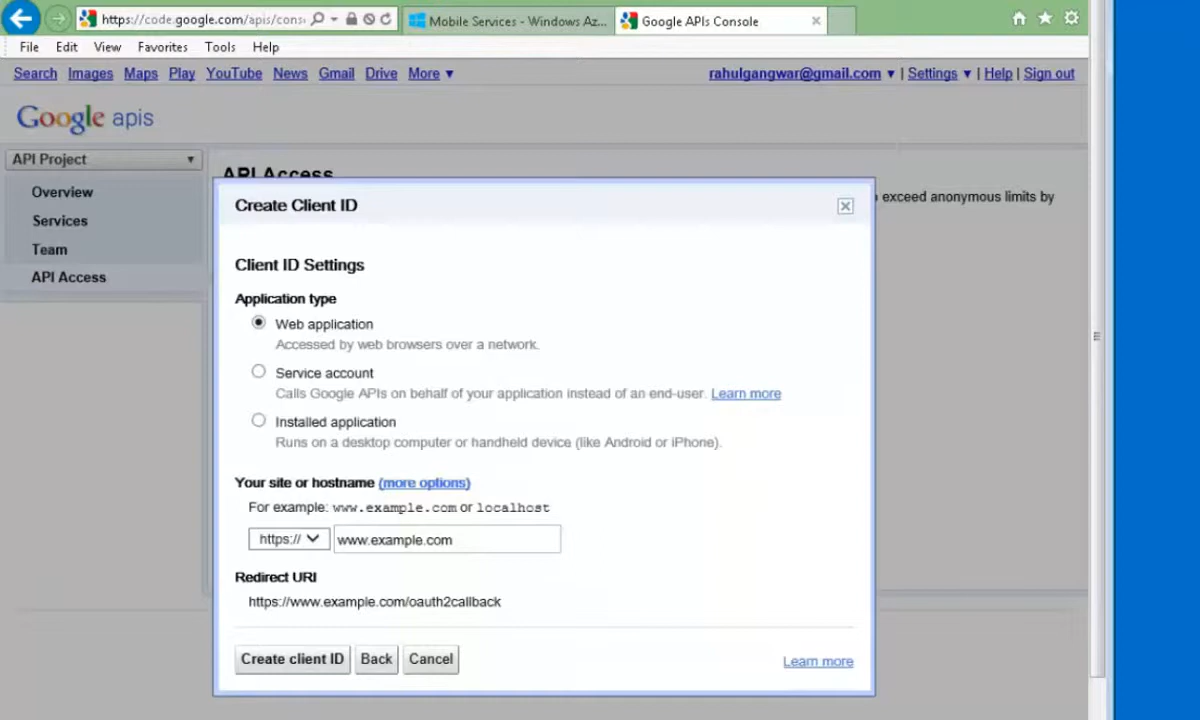 https://code.google.com/apis/cons
Mobile Services - Windows Az...
Google APIs Console
File Edit View Favorites Tools Help
Search Images Maps Play YouTube News Gmail Drive More ▼
rahulgangwar@gmail.com ▼ | Settings ▼ | Help | Sign out
Google apis
API Project ▼
Overview
Services
Team
API Access
API Access
exceed anonymous limits by
Create Client ID
Client ID Settings
Application type
Web application
Accessed by web browsers over a network.
Service account
Calls Google APIs on behalf of your application instead of an end-user. Learn more
Installed application
Runs on a desktop computer or handheld device (like Android or iPhone).
Your site or hostname (more options)
For example: www.example.com or localhost
https:// www.example.com
Redirect URI
https://www.example.com/oauth2callback
Create client ID Back Cancel
Learn more